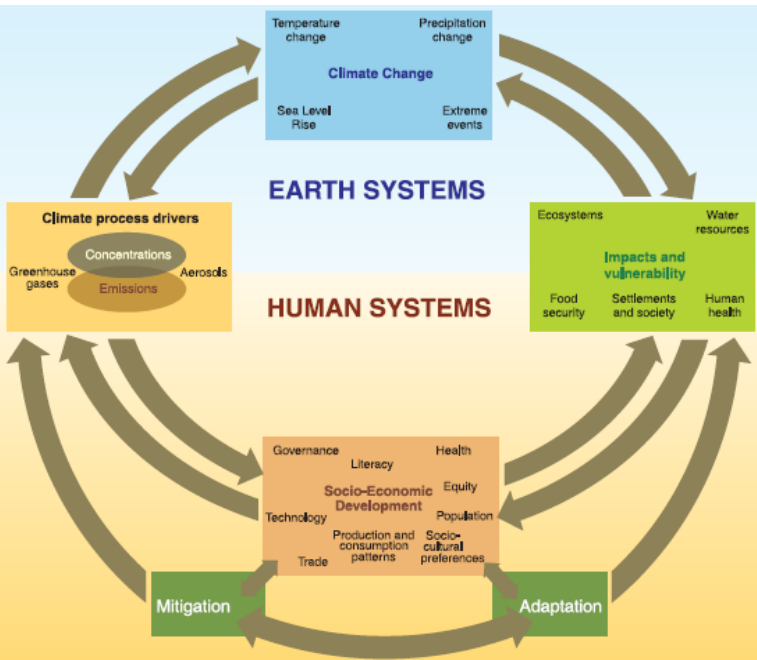 Temperature
change
Precipitation
change
Climate Change
Sea Level
Rise
Extreme
events
EARTH SYSTEMS
Climate process drivers
Concentrations
Greenhouse
gases
Aerosols
Emissions
Ecosystems
Water
resources
Impacts and
vulnerability
Food
security
Settlements
and society
Human
health
HUMAN SYSTEMS
Governance
Literacy
Health
Socio-Economic
Development
Equity
Technology
Population
Production and
consumption
patterns
Socio-
cultural
preferences
Trade
Mitigation
Adaptation